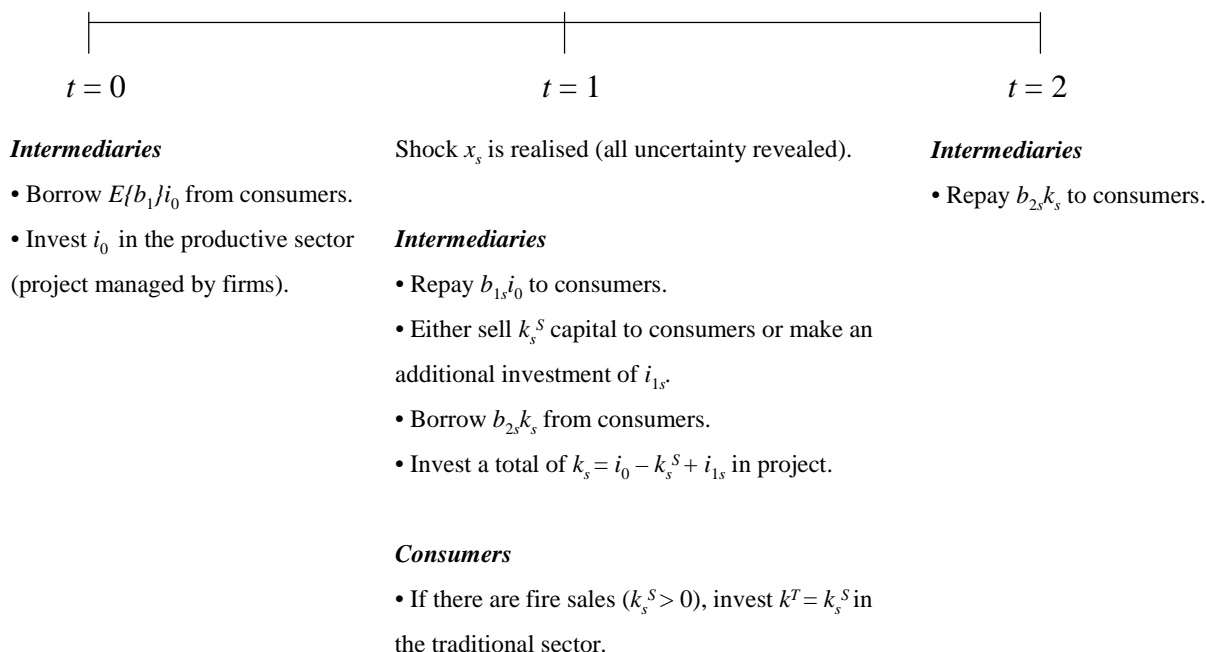 t = 0
t = 1
t = 2
Intermediaries
• Borrow E{b₁}i₀ from consumers.
• Invest i₀ in the productive sector
(project managed by firms).
Shock xₛ is realised (all uncertainty revealed).
Intermediaries
• Repay b₁ₛi₀ to consumers.
• Either sell kₛˢ capital to consumers or make an
additional investment of i₁ₛ.
• Borrow b₂ₛkₛ from consumers.
• Invest a total of kₛ = i₀ – kₛˢ + i₁ₛ in project.
Consumers
• If there are fire sales (kₛˢ > 0), invest kᵀ = kₛˢ in
the traditional sector.
Intermediaries
• Repay b₂ₛkₛ to consumers.